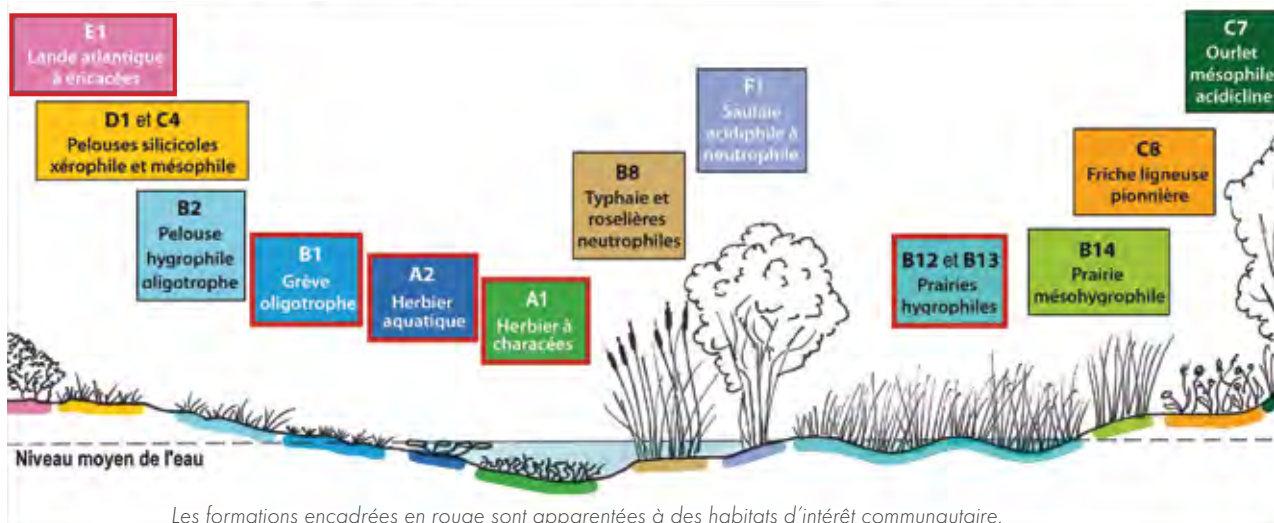 E1
Lande atlantique
à éricacées
D1 et C4
Pelouses silicicoles
xérophile et mésophile
B2
Pelouse
hygrophile
oligotrophe
B1
Grève
oligotrophe
A2
Herbier
aquatique
A1
Herbier à
characées
B8
Typhaie et
roselières
neutrophiles
F1
Saulaie
acidiphile à
neutrophile
B12 et B13
Prairies
hygrophiles
B14
Prairie
mésohygrophile
C8
Friche ligneuse
pionnière
C7
Ourlet
mésophile
acidicline
Niveau moyen de l'eau
Les formations encadrées en rouge sont apparentées à des habitats d'intérêt communautaire.